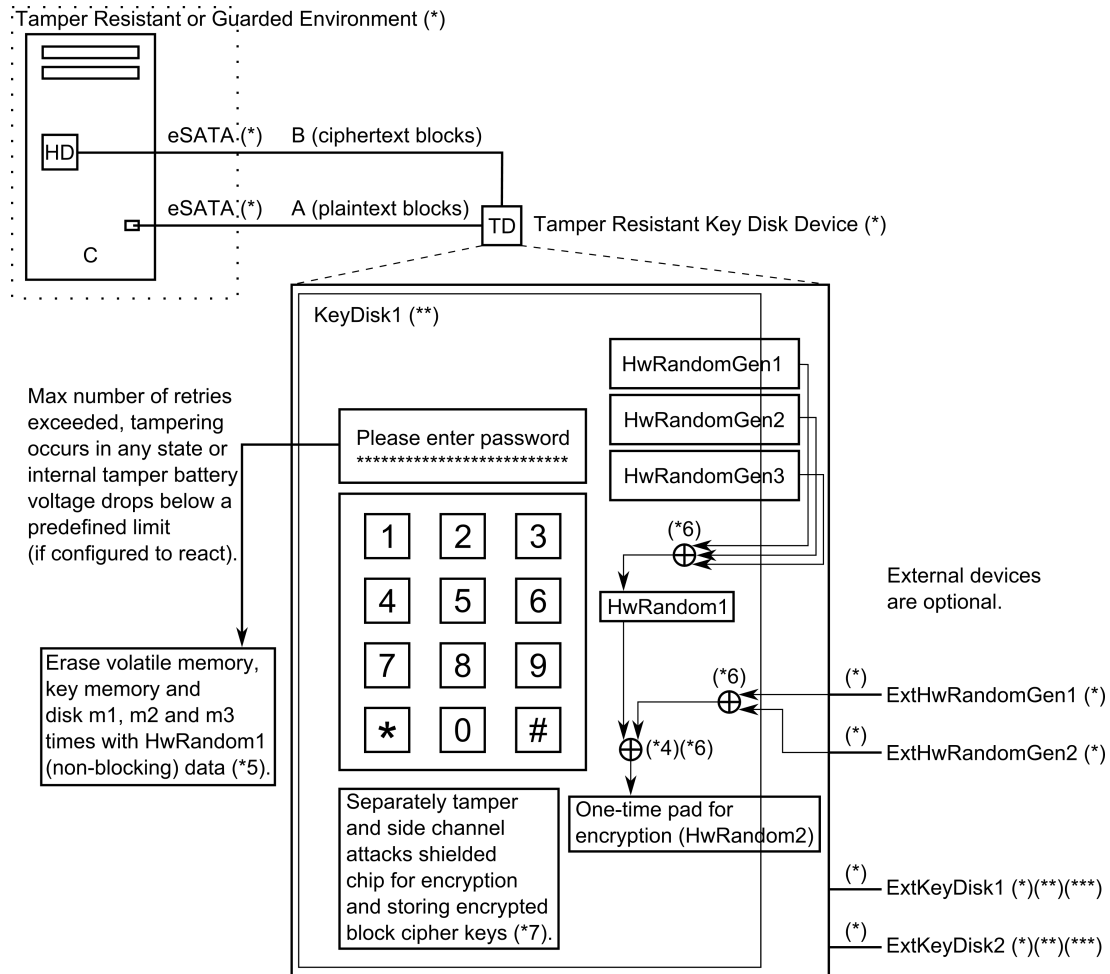 Tamper Resistant or Guarded Environment (*)
HD
eSATA (*)
B (ciphertext blocks)
eSATA (*)
A (plaintext blocks)
TD
Tamper Resistant Key Disk Device (*)
C
KeyDisk1 (**)
HwRandomGen1
HwRandomGen2
HwRandomGen3
Max number of retries
exceeded, tampering
occurs in any state or
internal tamper battery
voltage drops below a
predefined limit
(if configured to react).
Please enter password
**************************
1 2 3
4 5 6
7 8 9
* 0 #
(*6)
HwRandom1
(*6)
(*4)(*6)
One-time pad for
encryption (HwRandom2)
External devices
are optional.
(*)
ExtHwRandomGen1 (*)
(*)
ExtHwRandomGen2 (*)
Erase volatile memory,
key memory and
disk m1, m2 and m3
times with HwRandom1
(non-blocking) data (*5).
Separately tamper
and side channel
attacks shielded
chip for encryption
and storing encrypted
block cipher keys (*7).
(*)
ExtKeyDisk1 (*)(**)(***)
(*)
ExtKeyDisk2 (*)(**)(***)